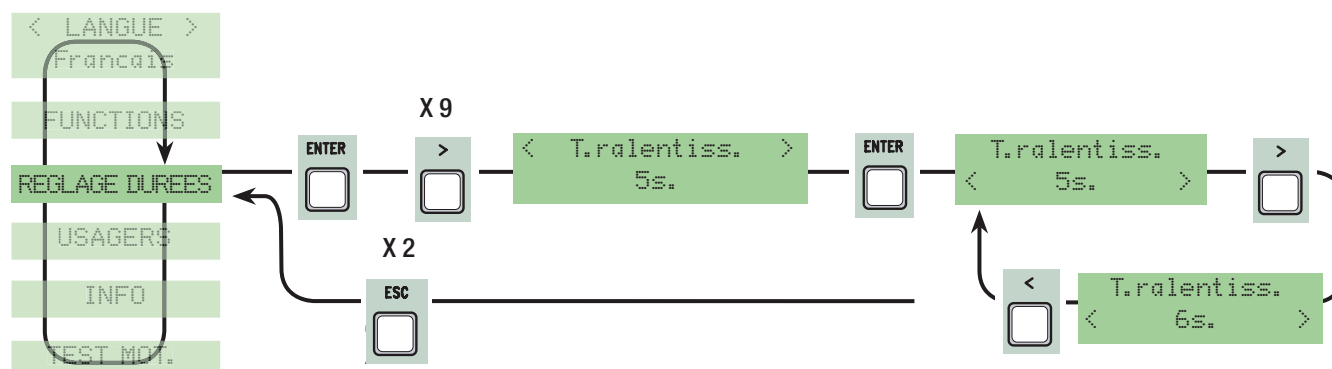 < LANGUE >
Francais
FUNCTIONS
REGLAGE DUREES
USAGERS
INFO
TEST MOT.
ENTER
X 9
>
< T.ralentiss. >
5s.
ENTER
T.ralentiss.
< 5s. >
>
X 2
ESC
<
T.ralentiss.
< 6s. >